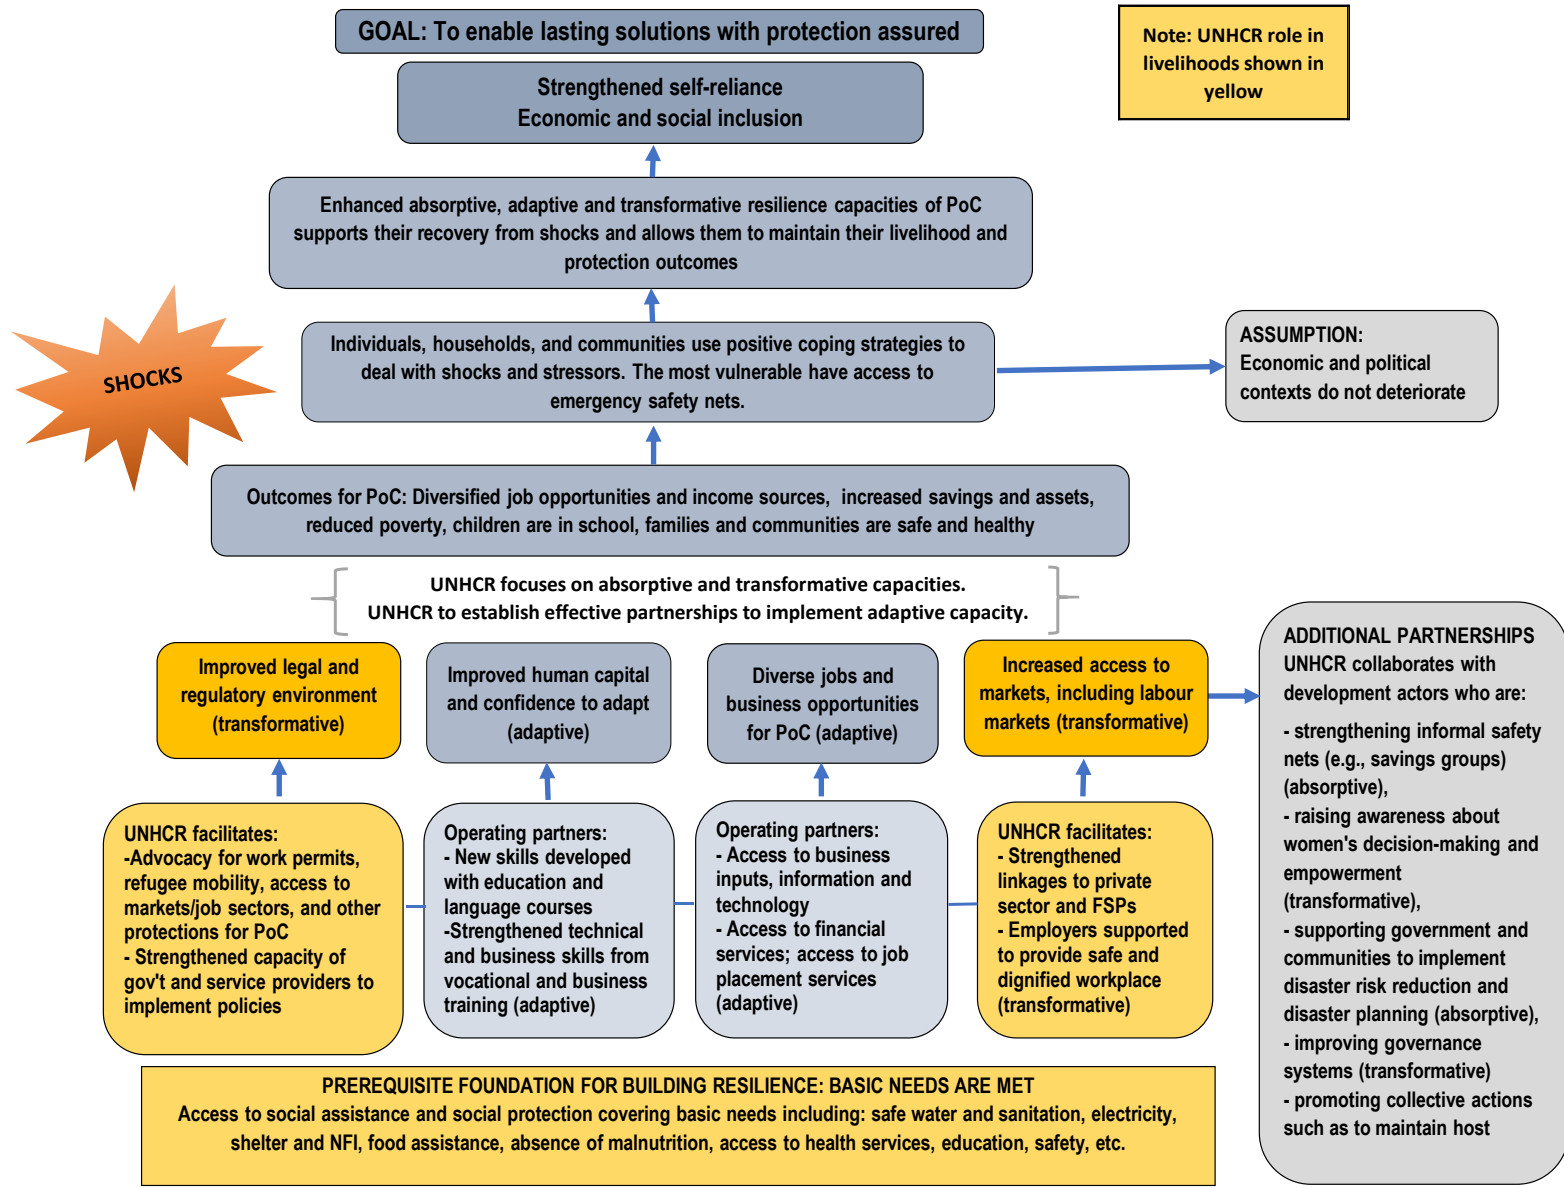 GOAL: To enable lasting solutions with protection assured
Note: UNHCR role in
livelihoods shown in
yellow
Strengthened self-reliance
Economic and social inclusion
Enhanced absorptive, adaptive and transformative resilience capacities of PoC
supports their recovery from shocks and allows them to maintain their livelihood and
protection outcomes
SHOCKS
Individuals, households, and communities use positive coping strategies to
deal with shocks and stressors. The most vulnerable have access to
emergency safety nets.
ASSUMPTION:
Economic and political
contexts do not deteriorate
Outcomes for PoC: Diversified job opportunities and income sources, increased savings and assets,
reduced poverty, children are in school, families and communities are safe and healthy
UNHCR focuses on absorptive and transformative capacities.
UNHCR to establish effective partnerships to implement adaptive capacity.
Improved legal and
regulatory environment
(transformative)
Improved human capital
and confidence to adapt
(adaptive)
Diverse jobs and
business opportunities
for PoC (adaptive)
Increased access to
markets, including labour
markets (transformative)
UNHCR facilitates:
-Advocacy for work permits,
refugee mobility, access to
markets/job sectors, and other
protections for PoC
- Strengthened capacity of
gov't and service providers to
implement policies
Operating partners:
- New skills developed
with education and
language courses
-Strengthened technical
and business skills from
vocational and business
training (adaptive)
Operating partners:
- Access to business
inputs, information and
technology
- Access to financial
services; access to job
placement services
(adaptive)
UNHCR facilitates:
- Strengthened
linkages to private
sector and FSPs
- Employers supported
to provide safe and
dignified workplace
(transformative)
ADDITIONAL PARTNERSHIPS
UNHCR collaborates with
development actors who are:
- strengthening informal safety
nets (e.g., savings groups)
(absorptive),
- raising awareness about
women's decision-making and
empowerment
(transformative),
- supporting government and
communities to implement
disaster risk reduction and
disaster planning (absorptive),
- improving governance
systems (transformative)
- promoting collective actions
such as to maintain host
PREREQUISITE FOUNDATION FOR BUILDING RESILIENCE: BASIC NEEDS ARE MET
Access to social assistance and social protection covering basic needs including: safe water and sanitation, electricity,
shelter and NFI, food assistance, absence of malnutrition, access to health services, education, safety, etc.